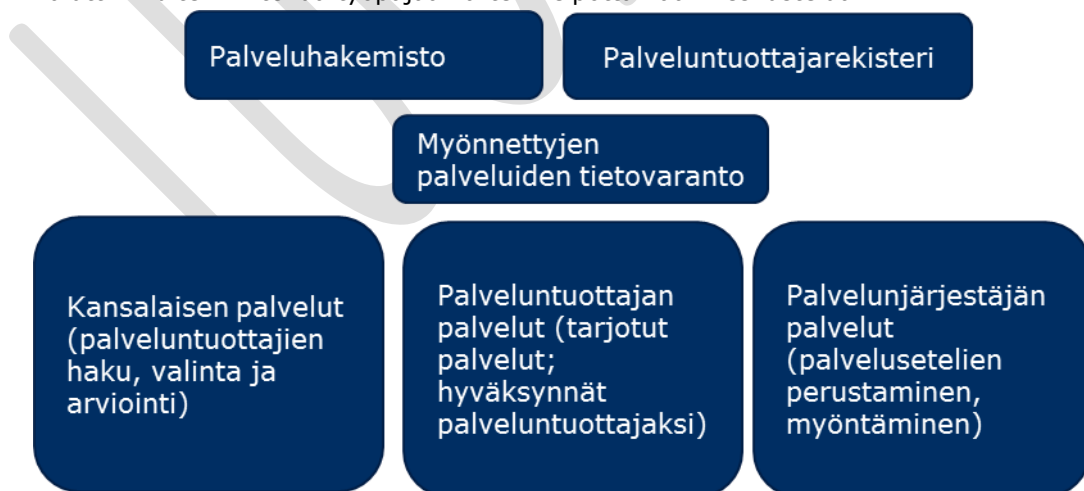 Palveluhakemisto
Palveluntuottajarekisteri
Myönnettyjen
palveluiden tietovaranto
Kansalaisen palvelut
(palveluntuottajien
haku, valinta ja
arviointi)
Palveluntuottajan
palvelut (tarjotut
palvelut;
hyväksynnät
palveluntuottajaksi)
Palvelunjärjestäjän
palvelut
(palvelusetelien
perustaminen,
myöntäminen)